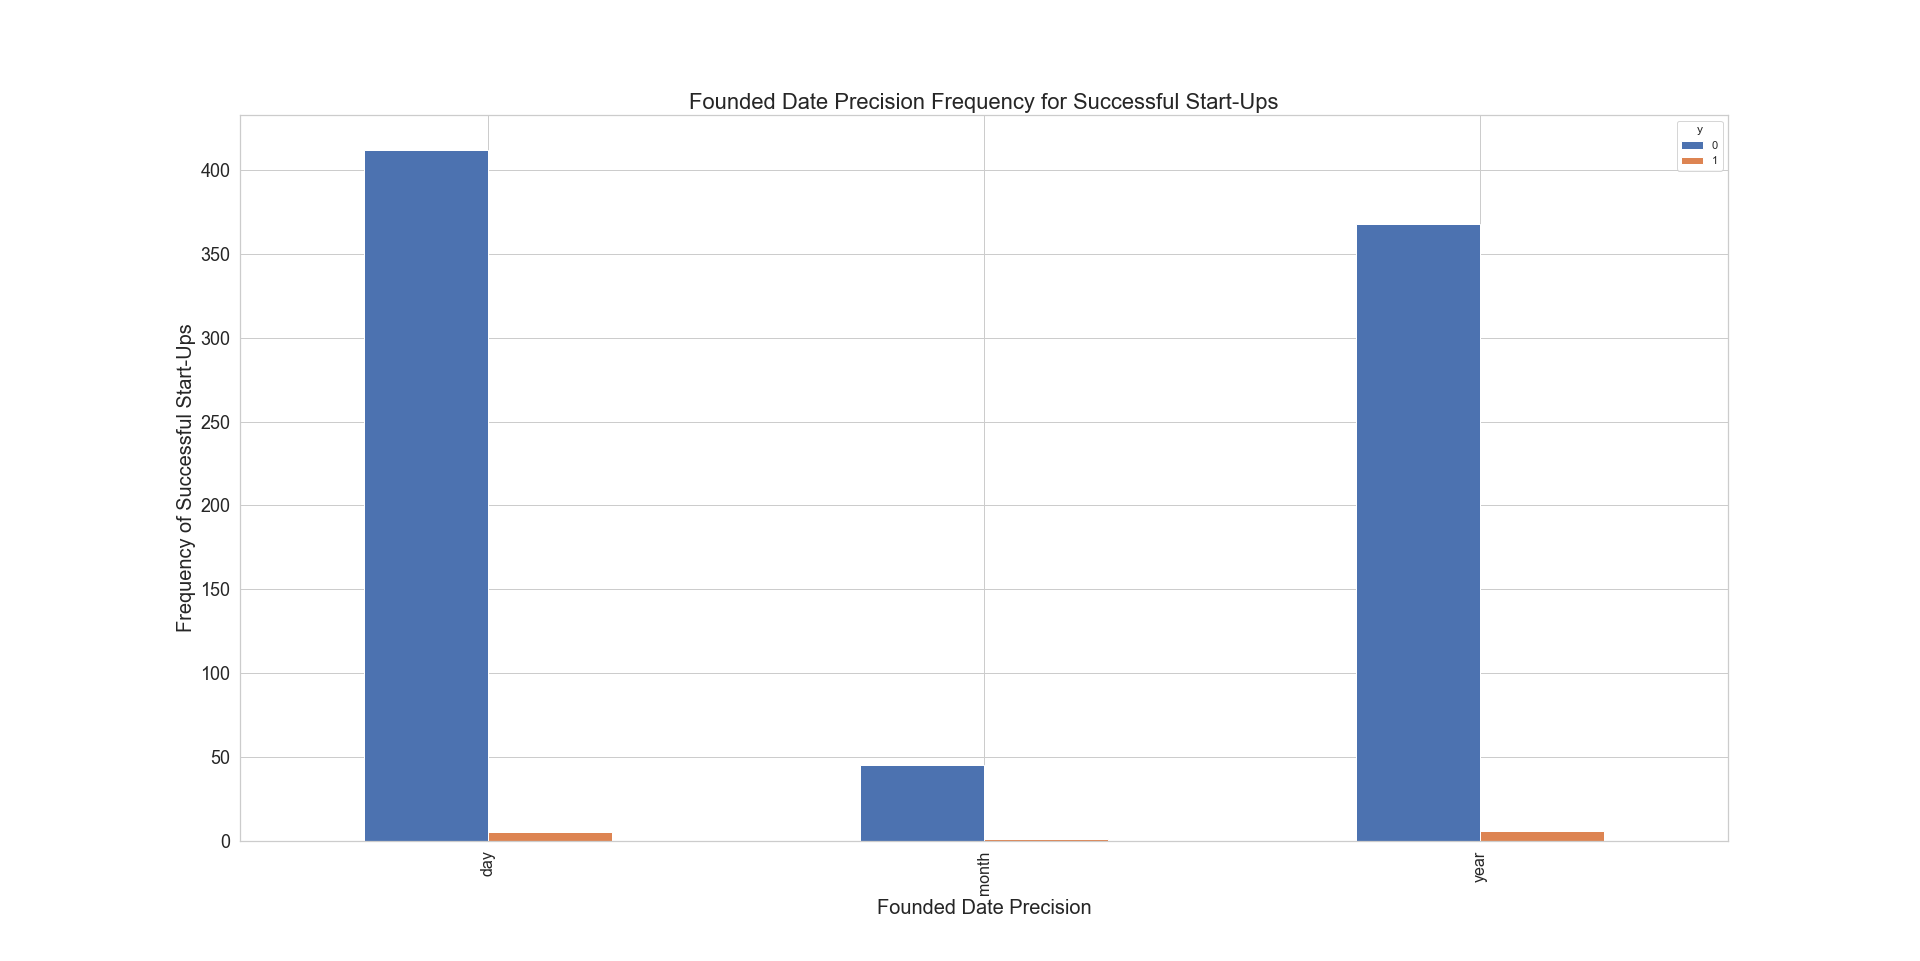 Founded Date Precision Frequency for Successful Start-Ups
y
0
1
400
350
300
250
200
150
100
50
0
Frequency of Successful Start-Ups
day
month
year
Founded Date Precision